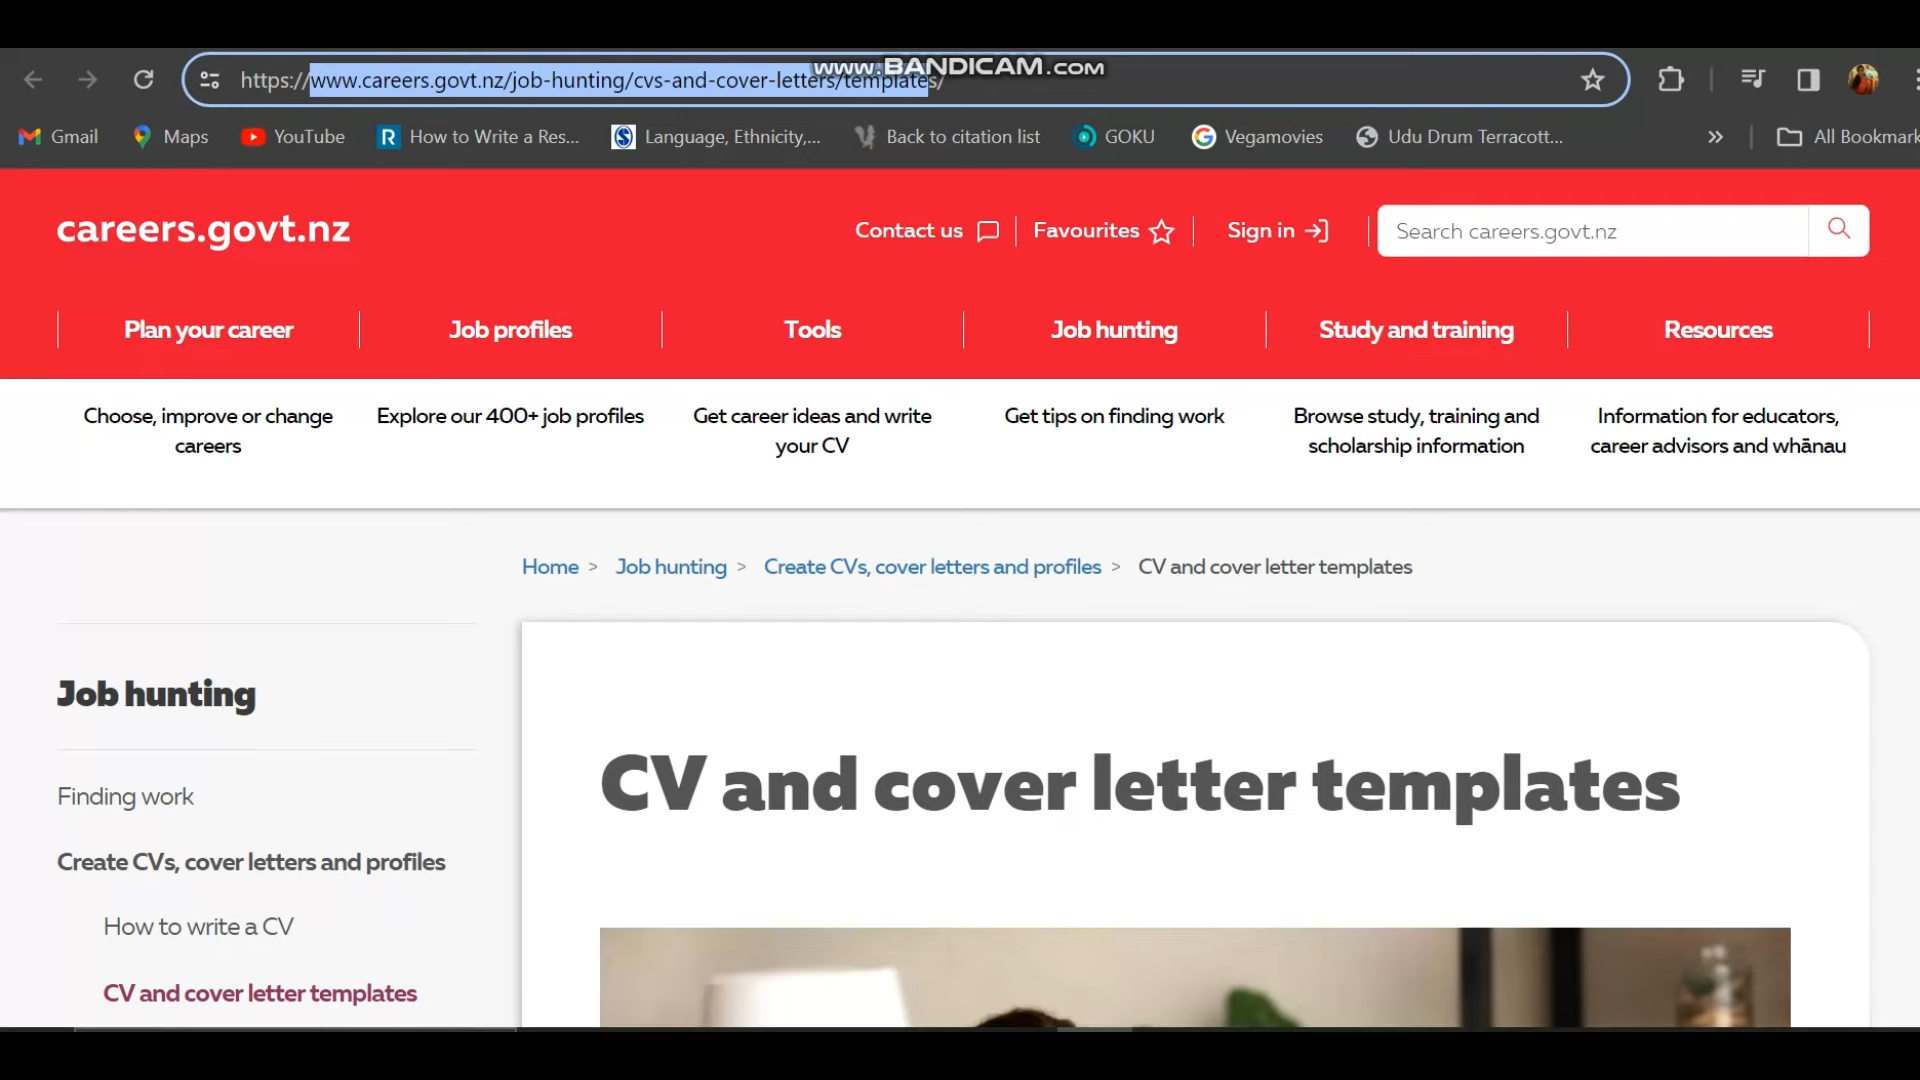 www.BANDICAM.com
https://www.careers.govt.nz/job-hunting/cvs-and-cover-letters/templates/
Gmail Maps YouTube How to Write a Res... Language, Ethnicity,... Back to citation list GOKU Vegamovies Udu Drum Terracott... » All Bookmark
careers.govt.nz Contact us Favourites Sign in Search careers.govt.nz
Plan your career Job profiles Tools Job hunting Study and training Resources
Choose, improve or change Explore our 400+ job profiles Get career ideas and write Get tips on finding work Browse study, training and Information for educators,
careers your CV scholarship information career advisors and whānau
Home > Job hunting > Create CVs, cover letters and profiles > CV and cover letter templates
Job hunting
CV and cover letter templates
Finding work
Create CVs, cover letters and profiles
How to write a CV
CV and cover letter templates